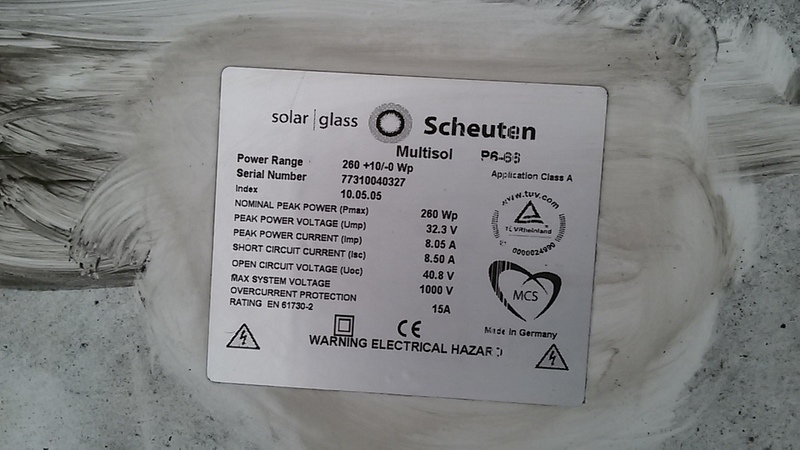 solar | glass Scheuten
Multisol P6-66
Power Range 260 +10/-0 Wp
Application Class A
Serial Number 77310040327
Index 10.05.05
NOMINAL PEAK POWER (Pmax) 260 Wp
PEAK POWER VOLTAGE (Ump) 32.3 V
PEAK POWER CURRENT (Imp) 8.05 A
SHORT CIRCUIT CURRENT (Isc) 8.50 A
OPEN CIRCUIT VOLTAGE (Uoc) 40.8 V
MAX SYSTEM VOLTAGE 1000 V
OVERCURRENT PROTECTION
RATING EN 61730-2 15A
www.tuv.com
TÜVRheinland
0000024990
MCS
Made in Germany
CE
WARNING ELECTRICAL HAZARD